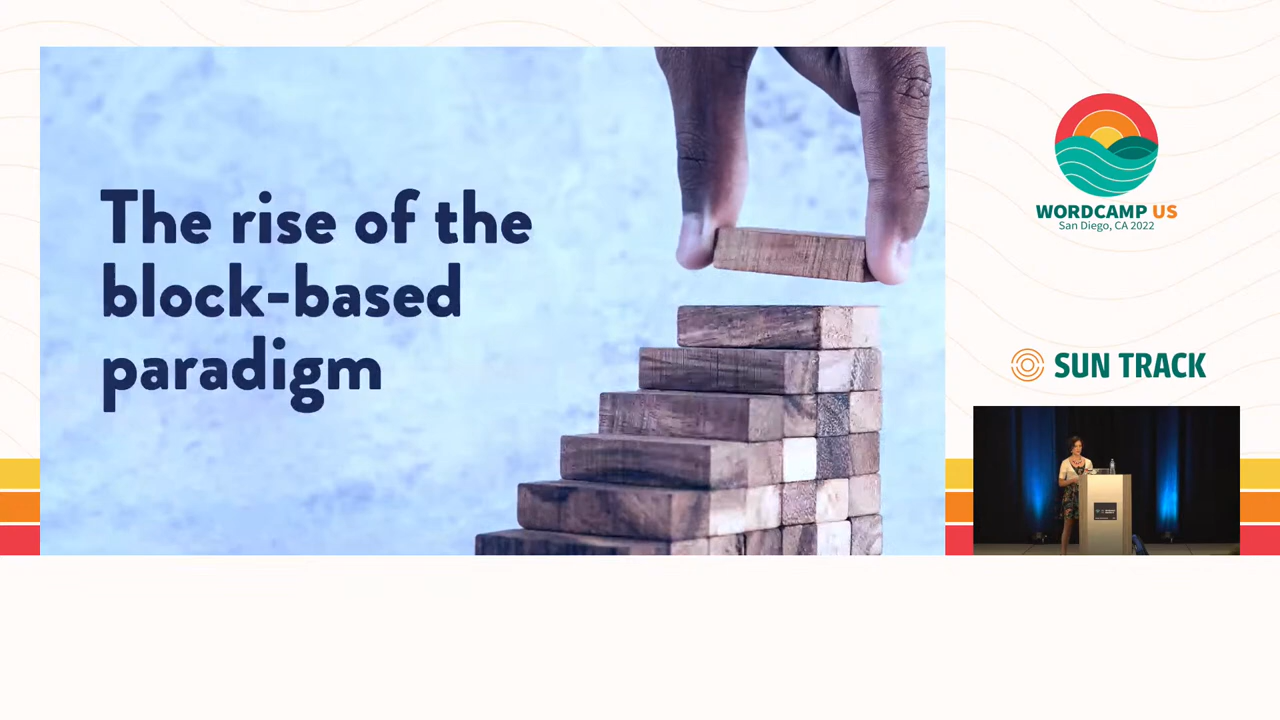 The rise of the
block-based
paradigm
WORDCAMP US
San Diego, CA 2022
SUN TRACK